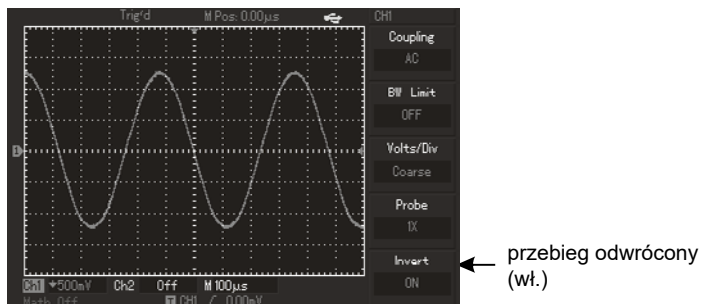 Trig'd M Pos: 0.00μs CH1
Coupling
AC
BW Limit
OFF
Volts/Div
Coarse
Probe
1X
Invert
ON
1
CH1 500mV Ch2 Off M 100μs
Math Off T CH1 / 0.00mV
przebieg odwrócony
(wł.)